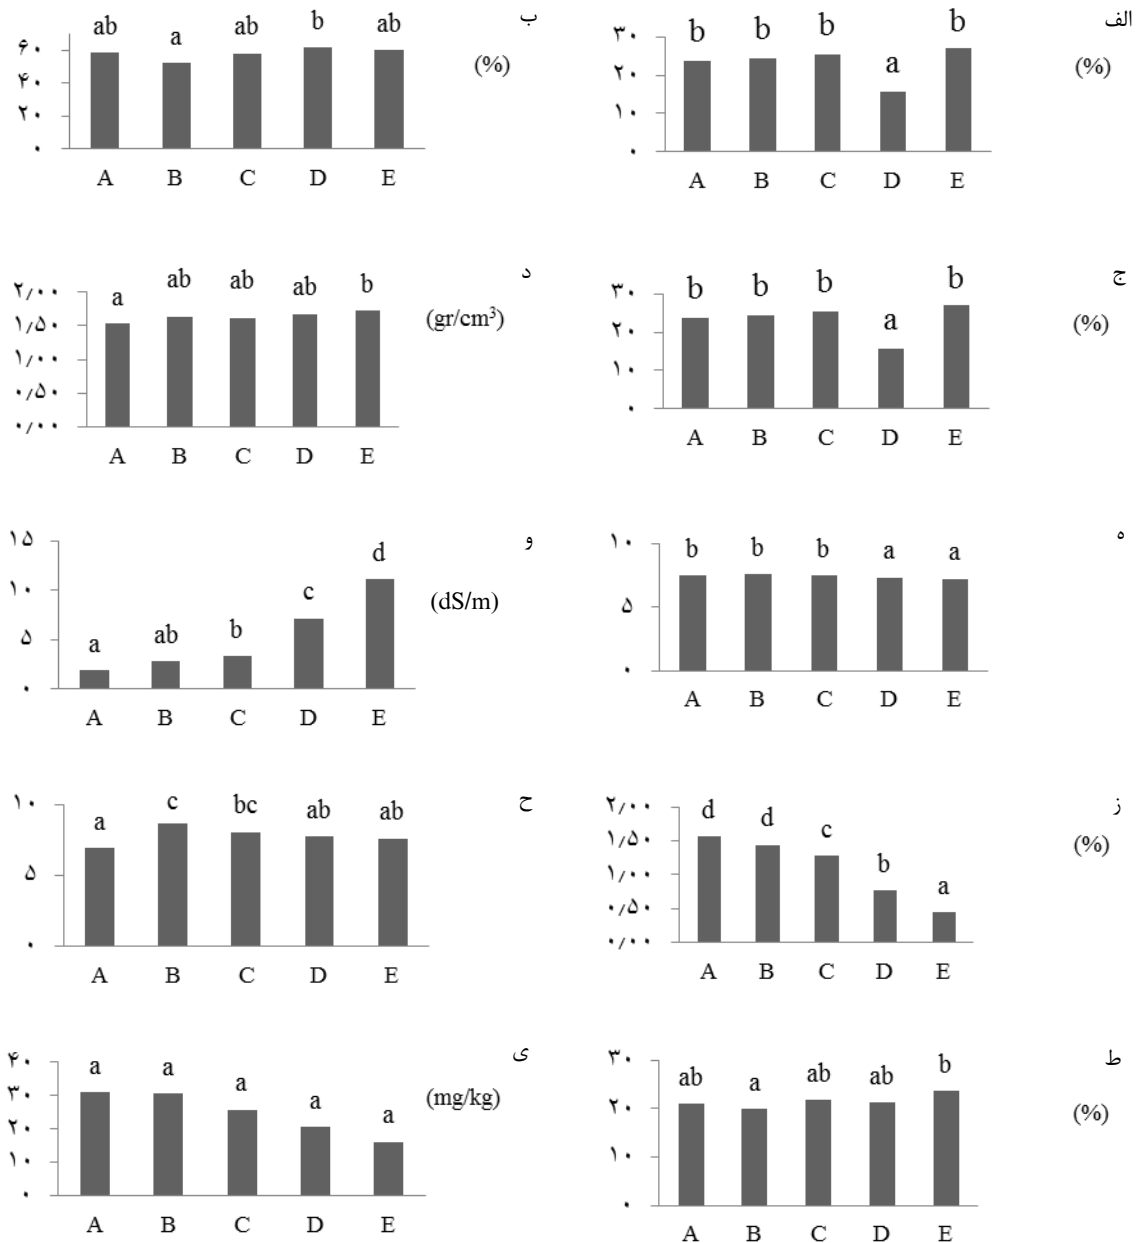 الف
b b b a b
۳۰
۲۰
۱۰
۰
(%)
A B C D E
ب
ab a ab b ab
۶۰
۴۰
۲۰
۰
(%)
A B C D E
ج
b b b a b
۳۰
۲۰
۱۰
۰
(%)
A B C D E
د
a ab ab ab b
۲٫۰۰
۱٫۵۰
۱٫۰۰
۰٫۵۰
۰٫۰۰
(gr/cm³)
A B C D E
ه
b b b a a
۱۰
۵
۰
A B C D E
و
a ab b c d
۱۵
۱۰
۵
۰
(dS/m)
A B C D E
ز
d d c b a
۲٫۰۰
۱٫۵۰
۱٫۰۰
۰٫۵۰
۰٫۰۰
(%)
A B C D E
ح
a c bc ab ab
۱۰
۵
۰
A B C D E
ط
ab a ab ab b
۳۰
۲۰
۱۰
۰
(%)
A B C D E
ی
a a a a a
۴۰
۳۰
۲۰
۱۰
۰
(mg/kg)
A B C D E